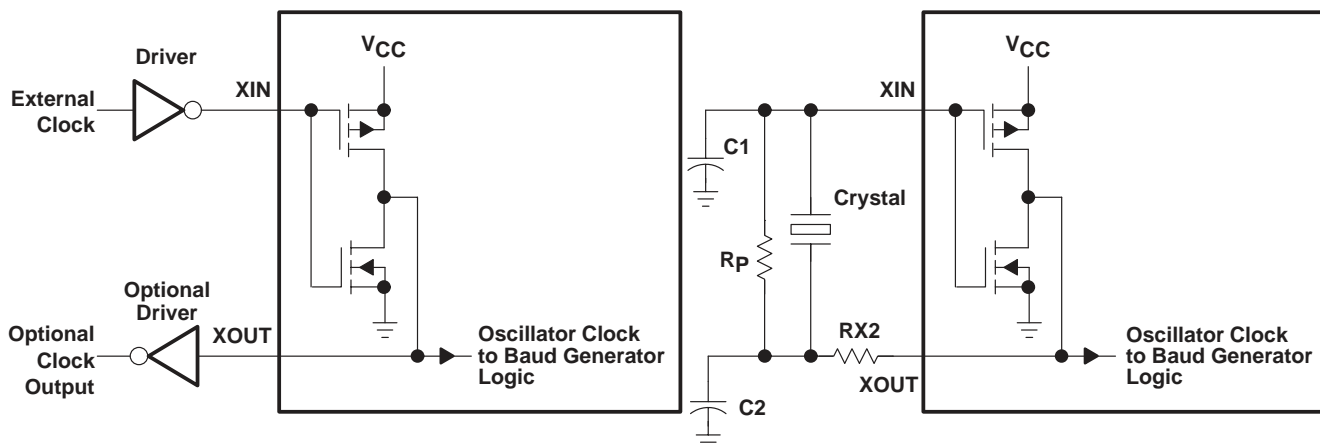 Driver
External
Clock
XIN
VCC
Optional
Driver
Optional
Clock
Output
XOUT
Oscillator Clock
to Baud Generator
Logic
C1
RP
Crystal
C2
RX2
XIN
XOUT
VCC
Oscillator Clock
to Baud Generator
Logic